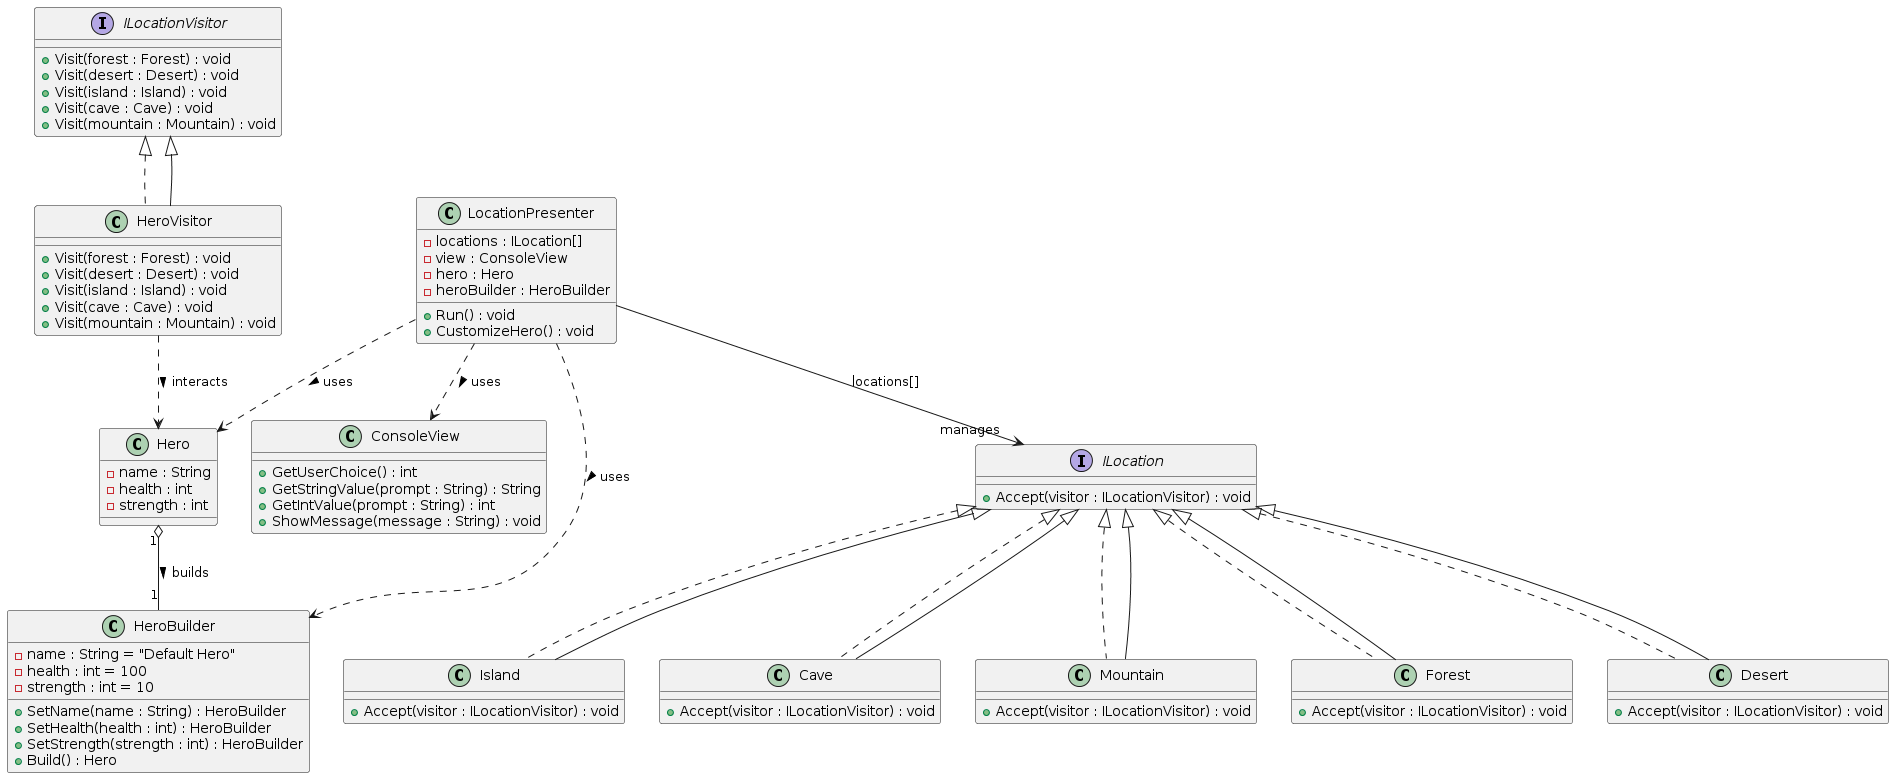 I ILocationVisitor
Visit(forest : Forest) : void
Visit(desert : Desert) : void
Visit(island : Island) : void
Visit(cave : Cave) : void
Visit(mountain : Mountain) : void
C HeroVisitor
Visit(forest : Forest) : void
Visit(desert : Desert) : void
Visit(island : Island) : void
Visit(cave : Cave) : void
Visit(mountain : Mountain) : void
C LocationPresenter
locations : ILocation[]
view : ConsoleView
hero : Hero
heroBuilder : HeroBuilder
Run() : void
CustomizeHero() : void
interacts
uses
uses
locations[]
manages
uses
C Hero
name : String
health : int
strength : int
C ConsoleView
GetUserChoice() : int
GetStringValue(prompt : String) : String
GetIntValue(prompt : String) : int
ShowMessage(message : String) : void
I ILocation
Accept(visitor : ILocationVisitor) : void
1
builds
1
C HeroBuilder
name : String = "Default Hero"
health : int = 100
strength : int = 10
SetName(name : String) : HeroBuilder
SetHealth(health : int) : HeroBuilder
SetStrength(strength : int) : HeroBuilder
Build() : Hero
C Island
Accept(visitor : ILocationVisitor) : void
C Cave
Accept(visitor : ILocationVisitor) : void
C Mountain
Accept(visitor : ILocationVisitor) : void
C Forest
Accept(visitor : ILocationVisitor) : void
C Desert
Accept(visitor : ILocationVisitor) : void